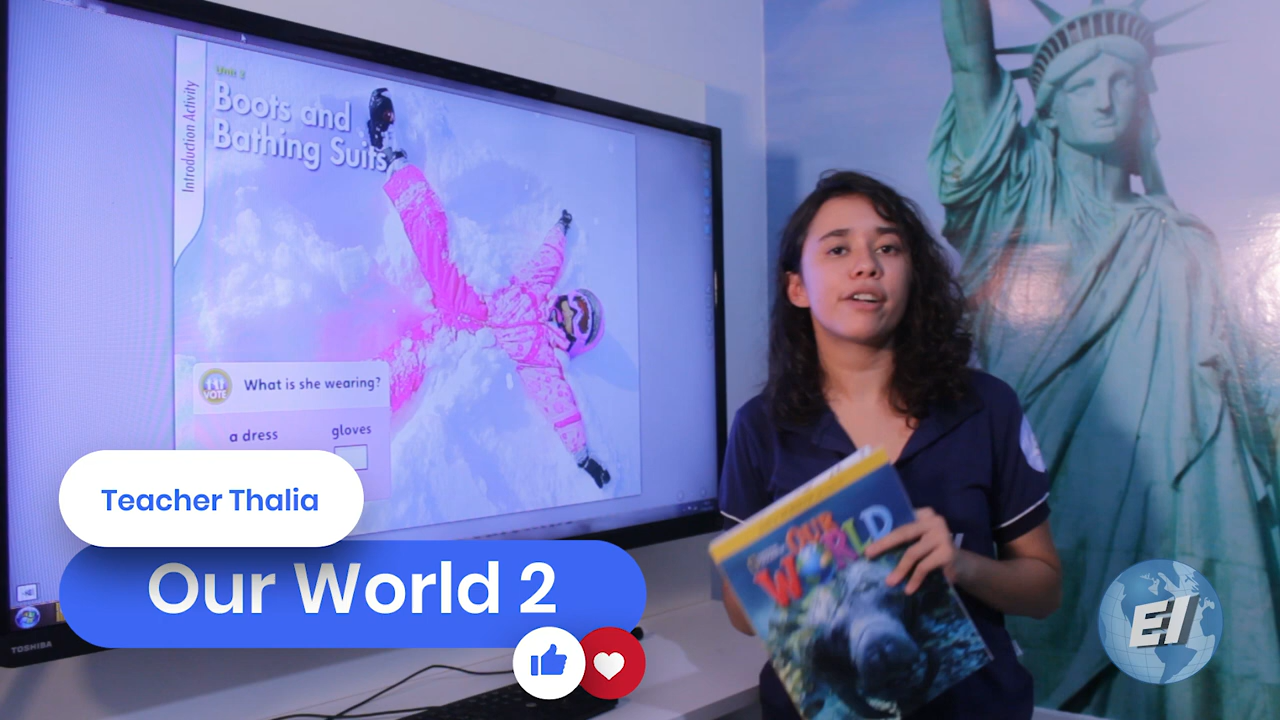 Unit 2
Boots and
Bathing Suits
Introduction Activity
VOTE
What is she wearing?
a dress
gloves
Teacher Thalia
Our World 2
TOSHIBA
OUR
WORLD
EI